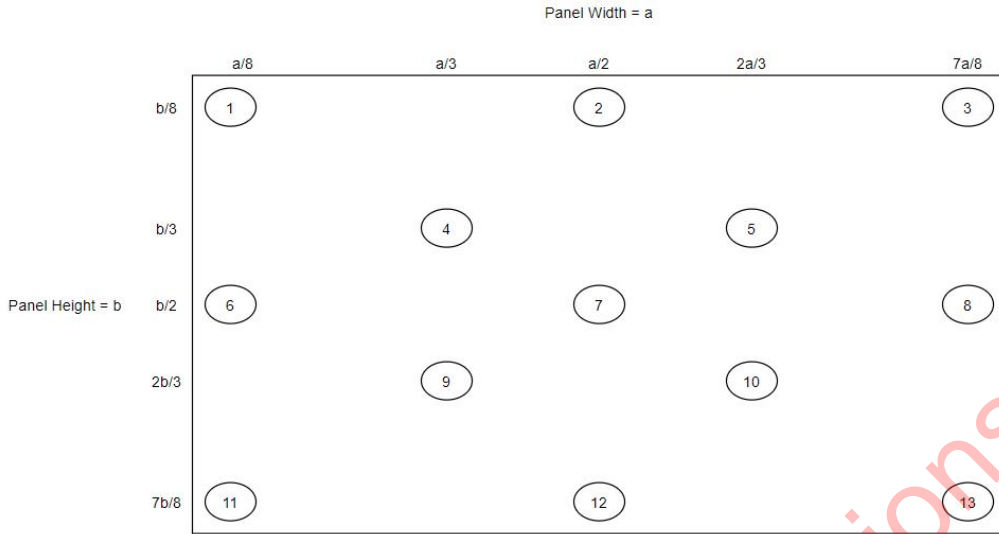 Panel Width = a
a/8 a/3 a/2 2a/3 7a/8
b/8 1 2 3
b/3 4 5
Panel Height = b b/2 6 7 8
2b/3 9 10
7b/8 11 12 13
ions